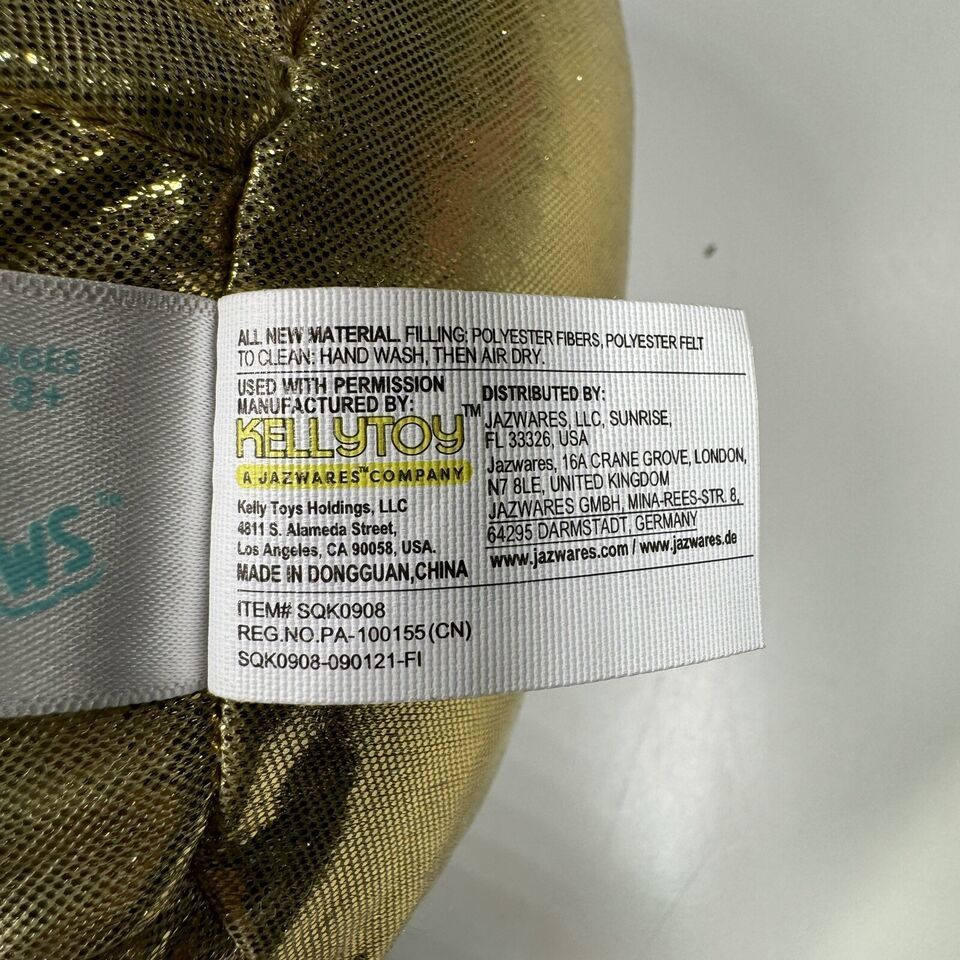 AGES
3+
WS™
ALL NEW MATERIAL. FILLING: POLYESTER FIBERS, POLYESTER FELT
TO CLEAN: HAND WASH, THEN AIR DRY.
USED WITH PERMISSION
MANUFACTURED BY:
KELLYTOY™
A JAZWARES™ COMPANY
Kelly Toys Holdings, LLC
4811 S. Alameda Street,
Los Angeles, CA 90058, USA.
MADE IN DONGGUAN,CHINA
DISTRIBUTED BY:
JAZWARES, LLC, SUNRISE,
FL 33326, USA
Jazwares, 16A CRANE GROVE, LONDON,
N7 8LE, UNITED KINGDOM
JAZWARES GMBH, MINA-REES-STR. 8,
64295 DARMSTADT, GERMANY
www.jazwares.com / www.jazwares.de
ITEM# SQK0908
REG.NO.PA-100155(CN)
SQK0908-090121-FI